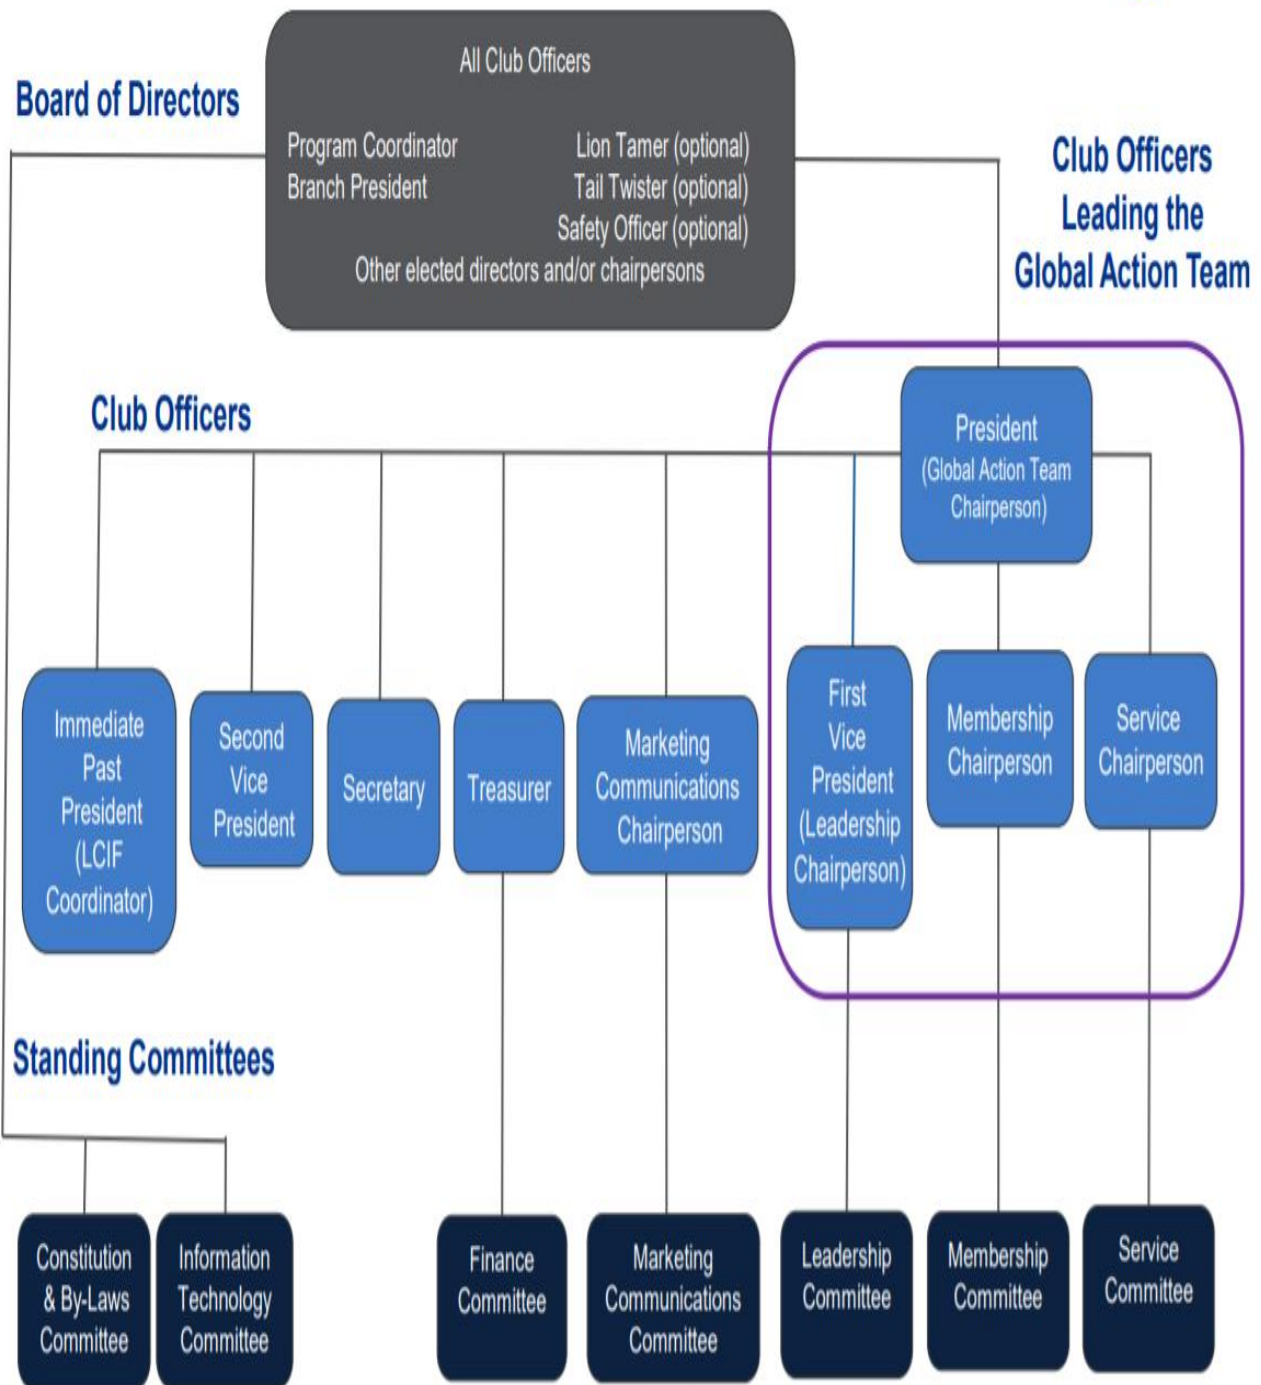 All Club Officers
Board of Directors
Program Coordinator
Lion Tamer (optional)
Branch President
Tail Twister (optional)
Safety Officer (optional)
Other elected directors and/or chairpersons
Club Officers
Leading the
Global Action Team
Club Officers
President
(Global Action Team
Chairperson)
Immediate
Past
President
(LCIF
Coordinator)
Second
Vice
President
Secretary
Treasurer
Marketing
Communications
Chairperson
First
Vice
President
(Leadership
Chairperson)
Membership
Chairperson
Service
Chairperson
Standing Committees
Constitution
& By-Laws
Committee
Information
Technology
Committee
Finance
Committee
Marketing
Communications
Committee
Leadership
Committee
Membership
Committee
Service
Committee